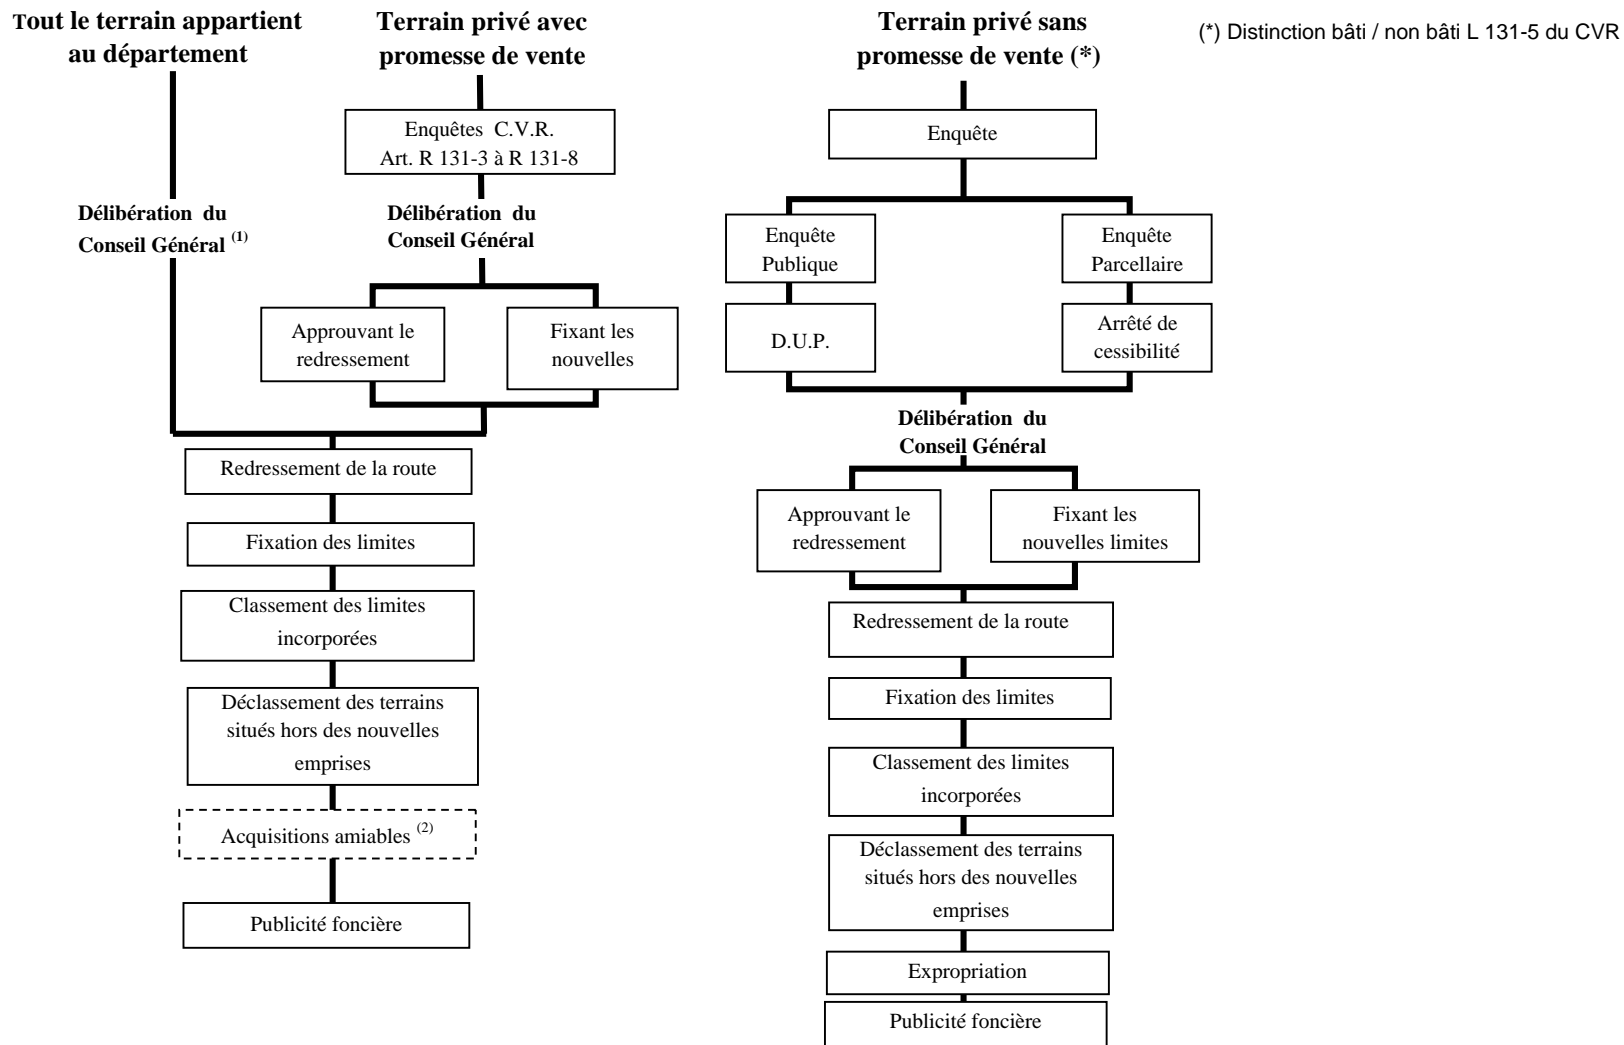 Tout le terrain appartient
au département
Terrain privé avec
promesse de vente
Terrain privé sans
promesse de vente (*)
(*) Distinction bâti / non bâti L 131-5 du CVR
Enquêtes C.V.R.
Art. R 131-3 à R 131-8
Enquête
Délibération du
Conseil Général (1)
Délibération du
Conseil Général
Enquête
Publique
Enquête
Parcellaire
Approuvant le
redressement
Fixant les
nouvelles
D.U.P.
Arrêté de
cessibilité
Délibération du
Conseil Général
Redressement de la route
Fixation des limites
Classement des limites
incorporées
Déclassement des terrains
situés hors des nouvelles
emprises
Acquisitions amiables (2)
Publicité foncière
Approuvant le
redressement
Fixant les
nouvelles limites
Redressement de la route
Fixation des limites
Classement des limites
incorporées
Déclassement des terrains
situés hors des nouvelles
emprises
Expropriation
Publicité foncière